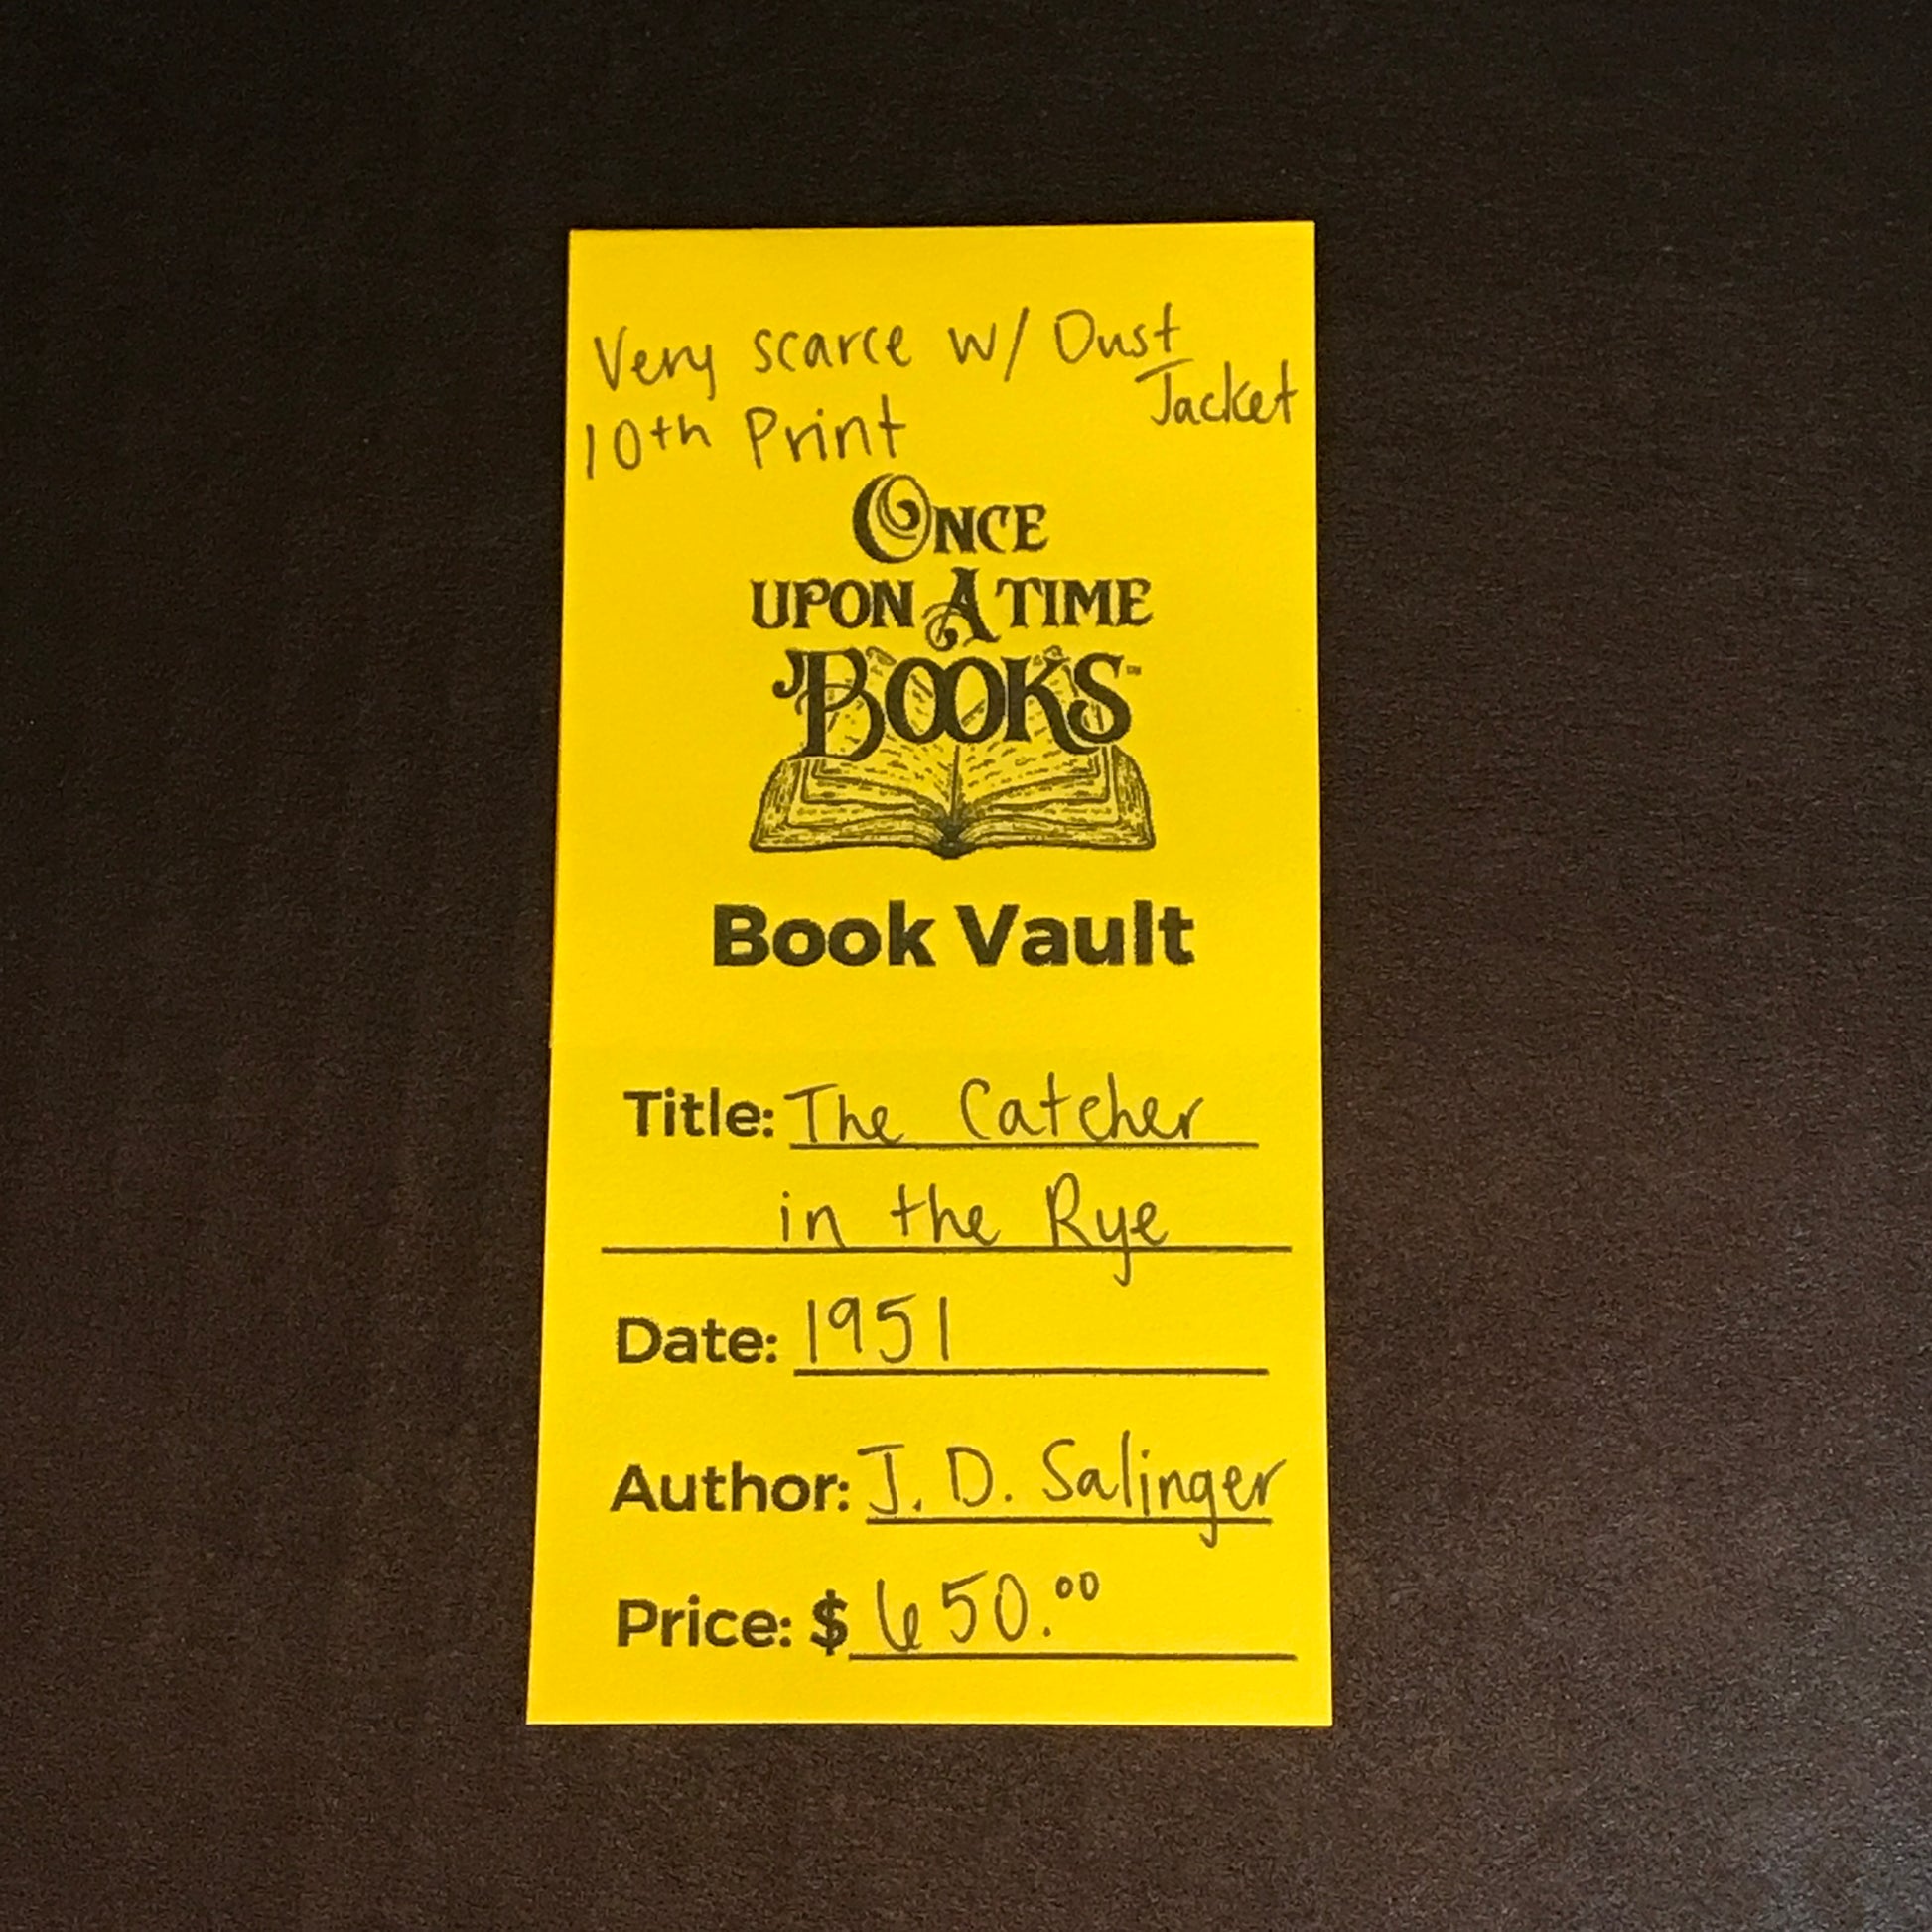 Very scarce w/ Dust
Jacket
10th Print
ONCE
UPON A TIME
BOOKS™
Book Vault
Title: The Catcher
in the Rye
Date: 1951
Author: J. D. Salinger
Price: $ 650.00